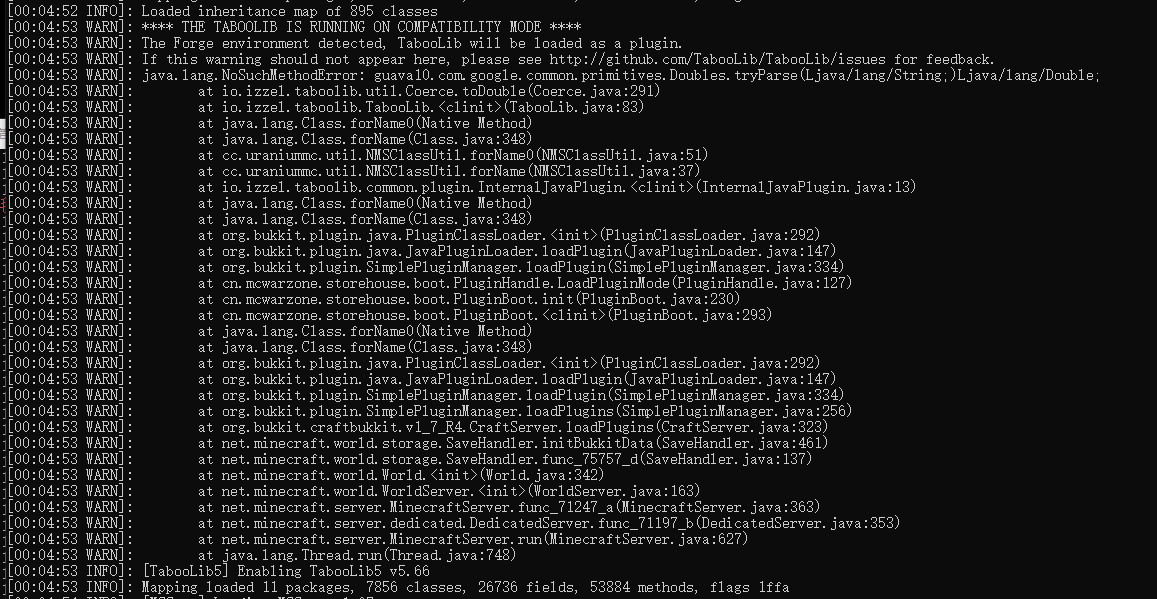 [00:04:52 INFO]: Loaded inheritance map of 895 classes
[00:04:53 WARN]: **** THE TABOOLIB IS RUNNING ON COMPATIBILITY MODE ****
[00:04:53 WARN]: The Forge environment detected, TabooLib will be loaded as a plugin.
[00:04:53 WARN]: If this warning should not appear here, please see http://github.com/TabooLib/TabooLib/issues for feedback.
[00:04:53 WARN]: java.lang.NoSuchMethodError: guava10.com.google.common.primitives.Doubles.tryParse(Ljava/lang/String;)Ljava/lang/Double;
[00:04:53 WARN]: at io.izzel.taboolib.util.Coerce.toDouble(Coerce.java:291)
[00:04:53 WARN]: at io.izzel.taboolib.TabooLib.<clinit>(TabooLib.java:83)
[00:04:53 WARN]: at java.lang.Class.forName0(Native Method)
[00:04:53 WARN]: at java.lang.Class.forName(Class.java:348)
[00:04:53 WARN]: at cc.uraniummc.util.NMSClassUtil.forName0(NMSClassUtil.java:51)
[00:04:53 WARN]: at cc.uraniummc.util.NMSClassUtil.forName(NMSClassUtil.java:37)
[00:04:53 WARN]: at io.izzel.taboolib.common.plugin.InternalJavaPlugin.<clinit>(InternalJavaPlugin.java:13)
[00:04:53 WARN]: at java.lang.Class.forName0(Native Method)
[00:04:53 WARN]: at java.lang.Class.forName(Class.java:348)
[00:04:53 WARN]: at org.bukkit.plugin.java.PluginClassLoader.<init>(PluginClassLoader.java:292)
[00:04:53 WARN]: at org.bukkit.plugin.java.JavaPluginLoader.loadPlugin(JavaPluginLoader.java:147)
[00:04:53 WARN]: at org.bukkit.plugin.SimplePluginManager.loadPlugin(SimplePluginManager.java:334)
[00:04:53 WARN]: at cn.mcwarzone.storehouse.boot.PluginHandle.LoadPluginMode(PluginHandle.java:127)
[00:04:53 WARN]: at cn.mcwarzone.storehouse.boot.PluginBoot.init(PluginBoot.java:230)
[00:04:53 WARN]: at cn.mcwarzone.storehouse.boot.PluginBoot.<clinit>(PluginBoot.java:293)
[00:04:53 WARN]: at java.lang.Class.forName0(Native Method)
[00:04:53 WARN]: at java.lang.Class.forName(Class.java:348)
[00:04:53 WARN]: at org.bukkit.plugin.java.PluginClassLoader.<init>(PluginClassLoader.java:292)
[00:04:53 WARN]: at org.bukkit.plugin.java.JavaPluginLoader.loadPlugin(JavaPluginLoader.java:147)
[00:04:53 WARN]: at org.bukkit.plugin.SimplePluginManager.loadPlugin(SimplePluginManager.java:334)
[00:04:53 WARN]: at org.bukkit.plugin.SimplePluginManager.loadPlugins(SimplePluginManager.java:256)
[00:04:53 WARN]: at org.bukkit.craftbukkit.v1_7_R4.CraftServer.loadPlugins(CraftServer.java:323)
[00:04:53 WARN]: at net.minecraft.world.storage.SaveHandler.initBukkitData(SaveHandler.java:461)
[00:04:53 WARN]: at net.minecraft.world.storage.SaveHandler.func_75757_d(SaveHandler.java:137)
[00:04:53 WARN]: at net.minecraft.world.World.<init>(World.java:342)
[00:04:53 WARN]: at net.minecraft.world.WorldServer.<init>(WorldServer.java:163)
[00:04:53 WARN]: at net.minecraft.server.MinecraftServer.func_71247_a(MinecraftServer.java:363)
[00:04:53 WARN]: at net.minecraft.server.dedicated.DedicatedServer.func_71197_b(DedicatedServer.java:353)
[00:04:53 WARN]: at net.minecraft.server.MinecraftServer.run(MinecraftServer.java:627)
[00:04:53 WARN]: at java.lang.Thread.run(Thread.java:748)
[00:04:53 INFO]: [TabooLib5] Enabling TabooLib5 v5.66
[00:04:53 INFO]: Mapping loaded 11 packages, 7856 classes, 26736 fields, 53884 methods, flags 1ffa